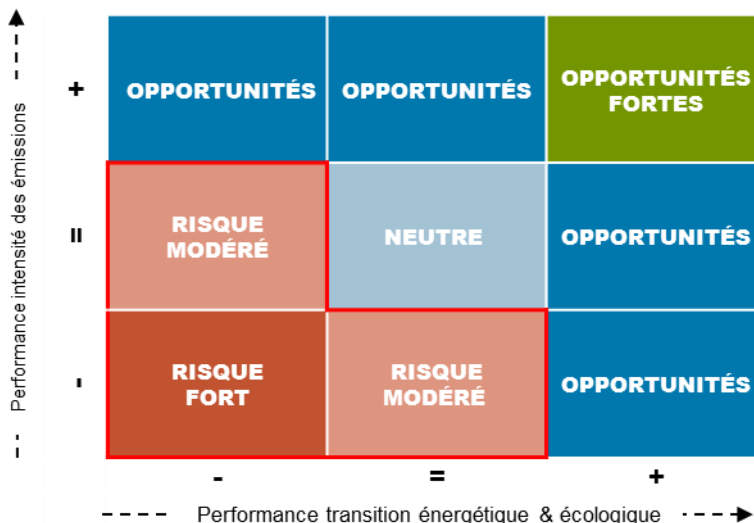 Performance intensité des émissions
+
OPPORTUNITÉS
OPPORTUNITÉS
OPPORTUNITÉS
FORTES
=
RISQUE
MODÉRÉ
NEUTRE
OPPORTUNITÉS
-
RISQUE
FORT
RISQUE
MODÉRÉ
OPPORTUNITÉS
- = +
Performance transition énergétique & écologique